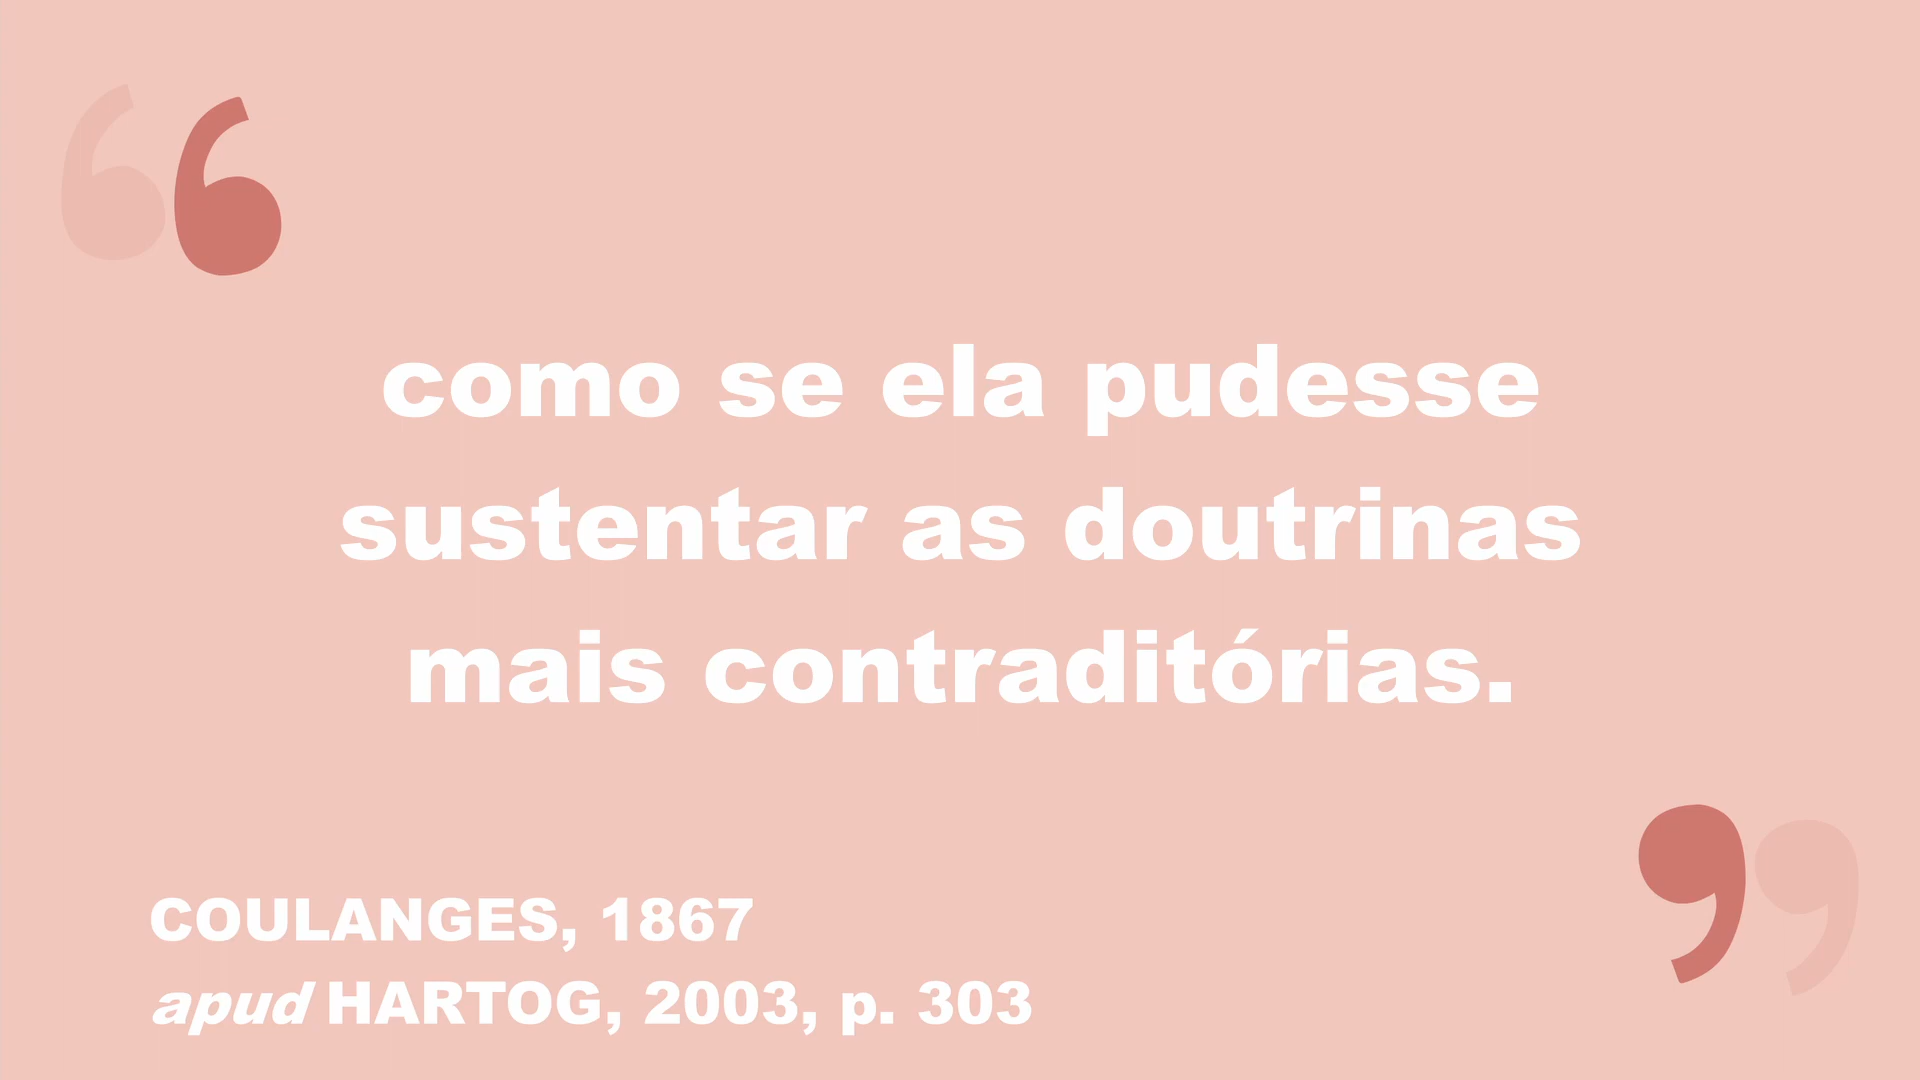 como se ela pudesse
sustentar as doutrinas
mais contraditórias.
COULANGES, 1867
apud HARTOG, 2003, p. 303